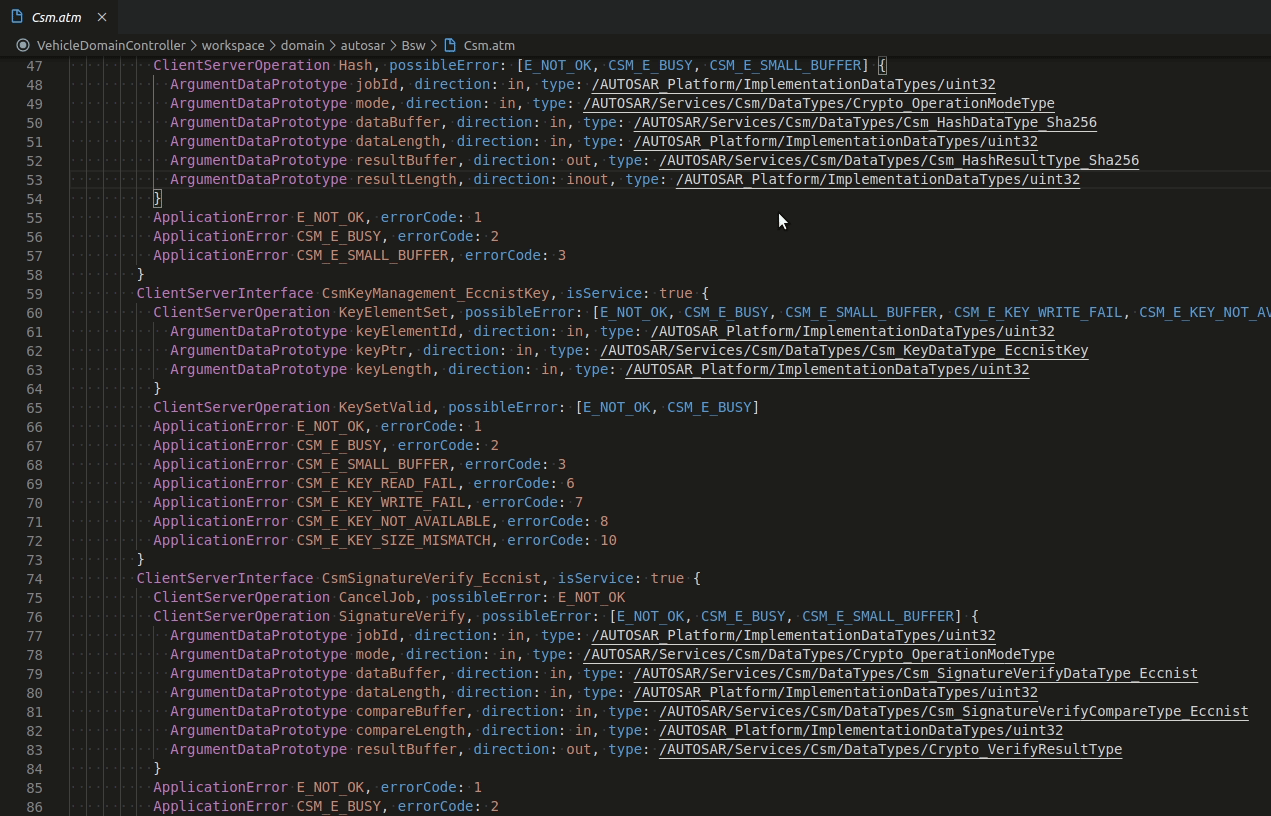 Csm.atm
VehicleDomainController > workspace > domain > autosar > Bsw > Csm.atm
47 ClientServerOperation Hash, possibleError: [E_NOT_OK, CSM_E_BUSY, CSM_E_SMALL_BUFFER] {
48 ArgumentDataPrototype jobId, direction: in, type: /AUTOSAR_Platform/ImplementationDataTypes/uint32
49 ArgumentDataPrototype mode, direction: in, type: /AUTOSAR/Services/Csm/DataTypes/Crypto_OperationModeType
50 ArgumentDataPrototype dataBuffer, direction: in, type: /AUTOSAR/Services/Csm/DataTypes/Csm_HashDataType_Sha256
51 ArgumentDataPrototype dataLength, direction: in, type: /AUTOSAR_Platform/ImplementationDataTypes/uint32
52 ArgumentDataPrototype resultBuffer, direction: out, type: /AUTOSAR/Services/Csm/DataTypes/Csm_HashResultType_Sha256
53 ArgumentDataPrototype resultLength, direction: inout, type: /AUTOSAR_Platform/ImplementationDataTypes/uint32
54 }
55 ApplicationError E_NOT_OK, errorCode: 1
56 ApplicationError CSM_E_BUSY, errorCode: 2
57 ApplicationError CSM_E_SMALL_BUFFER, errorCode: 3
58 }
59 ClientServerInterface CsmKeyManagement_EccnistKey, isService: true {
60 ClientServerOperation KeyElementSet, possibleError: [E_NOT_OK, CSM_E_BUSY, CSM_E_SMALL_BUFFER, CSM_E_KEY_WRITE_FAIL, CSM_E_KEY_NOT_AV
61 ArgumentDataPrototype keyElementId, direction: in, type: /AUTOSAR_Platform/ImplementationDataTypes/uint32
62 ArgumentDataPrototype keyPtr, direction: in, type: /AUTOSAR/Services/Csm/DataTypes/Csm_KeyDataType_EccnistKey
63 ArgumentDataPrototype keyLength, direction: in, type: /AUTOSAR_Platform/ImplementationDataTypes/uint32
64 }
65 ClientServerOperation KeySetValid, possibleError: [E_NOT_OK, CSM_E_BUSY]
66 ApplicationError E_NOT_OK, errorCode: 1
67 ApplicationError CSM_E_BUSY, errorCode: 2
68 ApplicationError CSM_E_SMALL_BUFFER, errorCode: 3
69 ApplicationError CSM_E_KEY_READ_FAIL, errorCode: 6
70 ApplicationError CSM_E_KEY_WRITE_FAIL, errorCode: 7
71 ApplicationError CSM_E_KEY_NOT_AVAILABLE, errorCode: 8
72 ApplicationError CSM_E_KEY_SIZE_MISMATCH, errorCode: 10
73 }
74 ClientServerInterface CsmSignatureVerify_Eccnist, isService: true {
75 ClientServerOperation CancelJob, possibleError: E_NOT_OK
76 ClientServerOperation SignatureVerify, possibleError: [E_NOT_OK, CSM_E_BUSY, CSM_E_SMALL_BUFFER] {
77 ArgumentDataPrototype jobId, direction: in, type: /AUTOSAR_Platform/ImplementationDataTypes/uint32
78 ArgumentDataPrototype mode, direction: in, type: /AUTOSAR/Services/Csm/DataTypes/Crypto_OperationModeType
79 ArgumentDataPrototype dataBuffer, direction: in, type: /AUTOSAR/Services/Csm/DataTypes/Csm_SignatureVerifyDataType_Eccnist
80 ArgumentDataPrototype dataLength, direction: in, type: /AUTOSAR_Platform/ImplementationDataTypes/uint32
81 ArgumentDataPrototype compareBuffer, direction: in, type: /AUTOSAR/Services/Csm/DataTypes/Csm_SignatureVerifyCompareType_Eccnist
82 ArgumentDataPrototype compareLength, direction: in, type: /AUTOSAR_Platform/ImplementationDataTypes/uint32
83 ArgumentDataPrototype resultBuffer, direction: out, type: /AUTOSAR/Services/Csm/DataTypes/Crypto_VerifyResultType
84 }
85 ApplicationError E_NOT_OK, errorCode: 1
86 ApplicationError CSM_E_BUSY, errorCode: 2